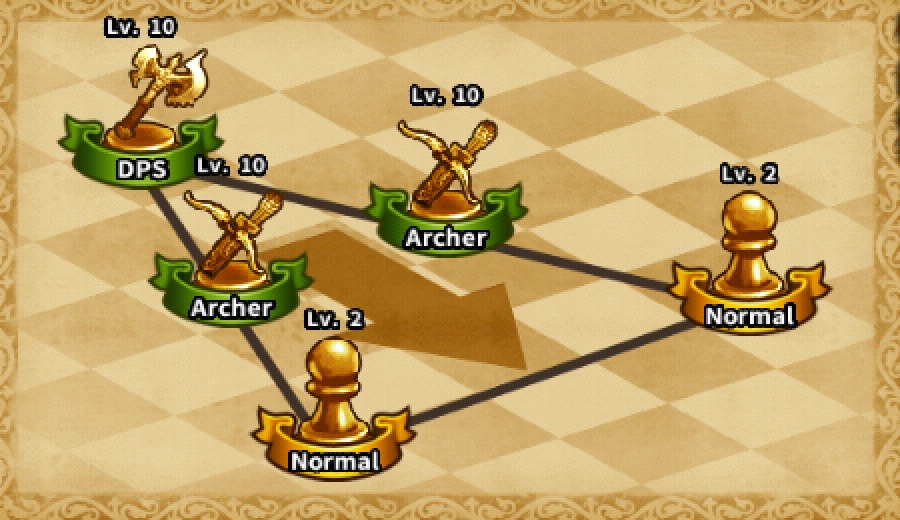 Lv. 10
DPS
Lv. 10
Archer
Lv. 10
Archer
Lv. 2
Normal
Lv. 2
Normal